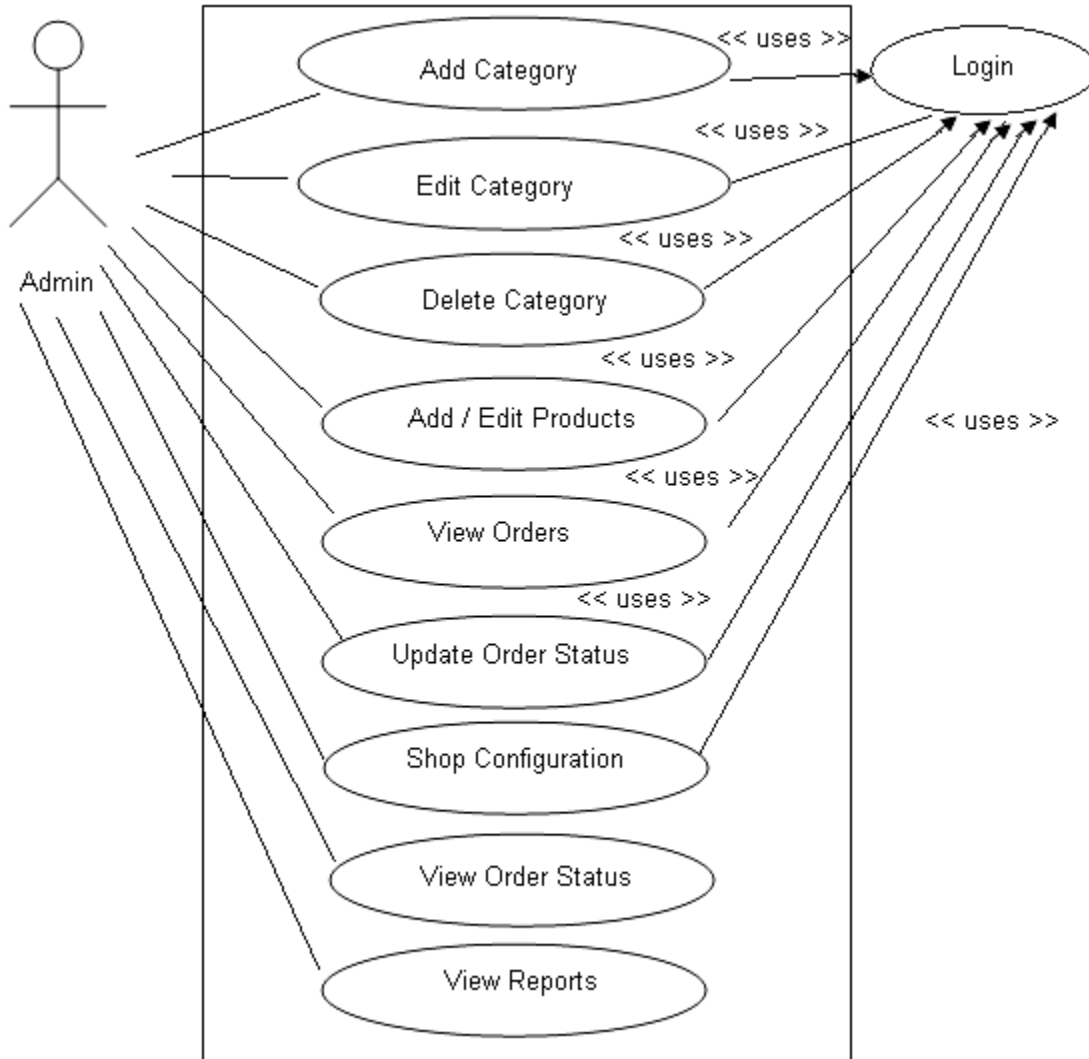 << uses >>
Add Category
Login
<< uses >>
Edit Category
<< uses >>
Admin
Delete Category
<< uses >>
Add / Edit Products
<< uses >>
<< uses >>
View Orders
<< uses >>
Update Order Status
Shop Configuration
View Order Status
View Reports